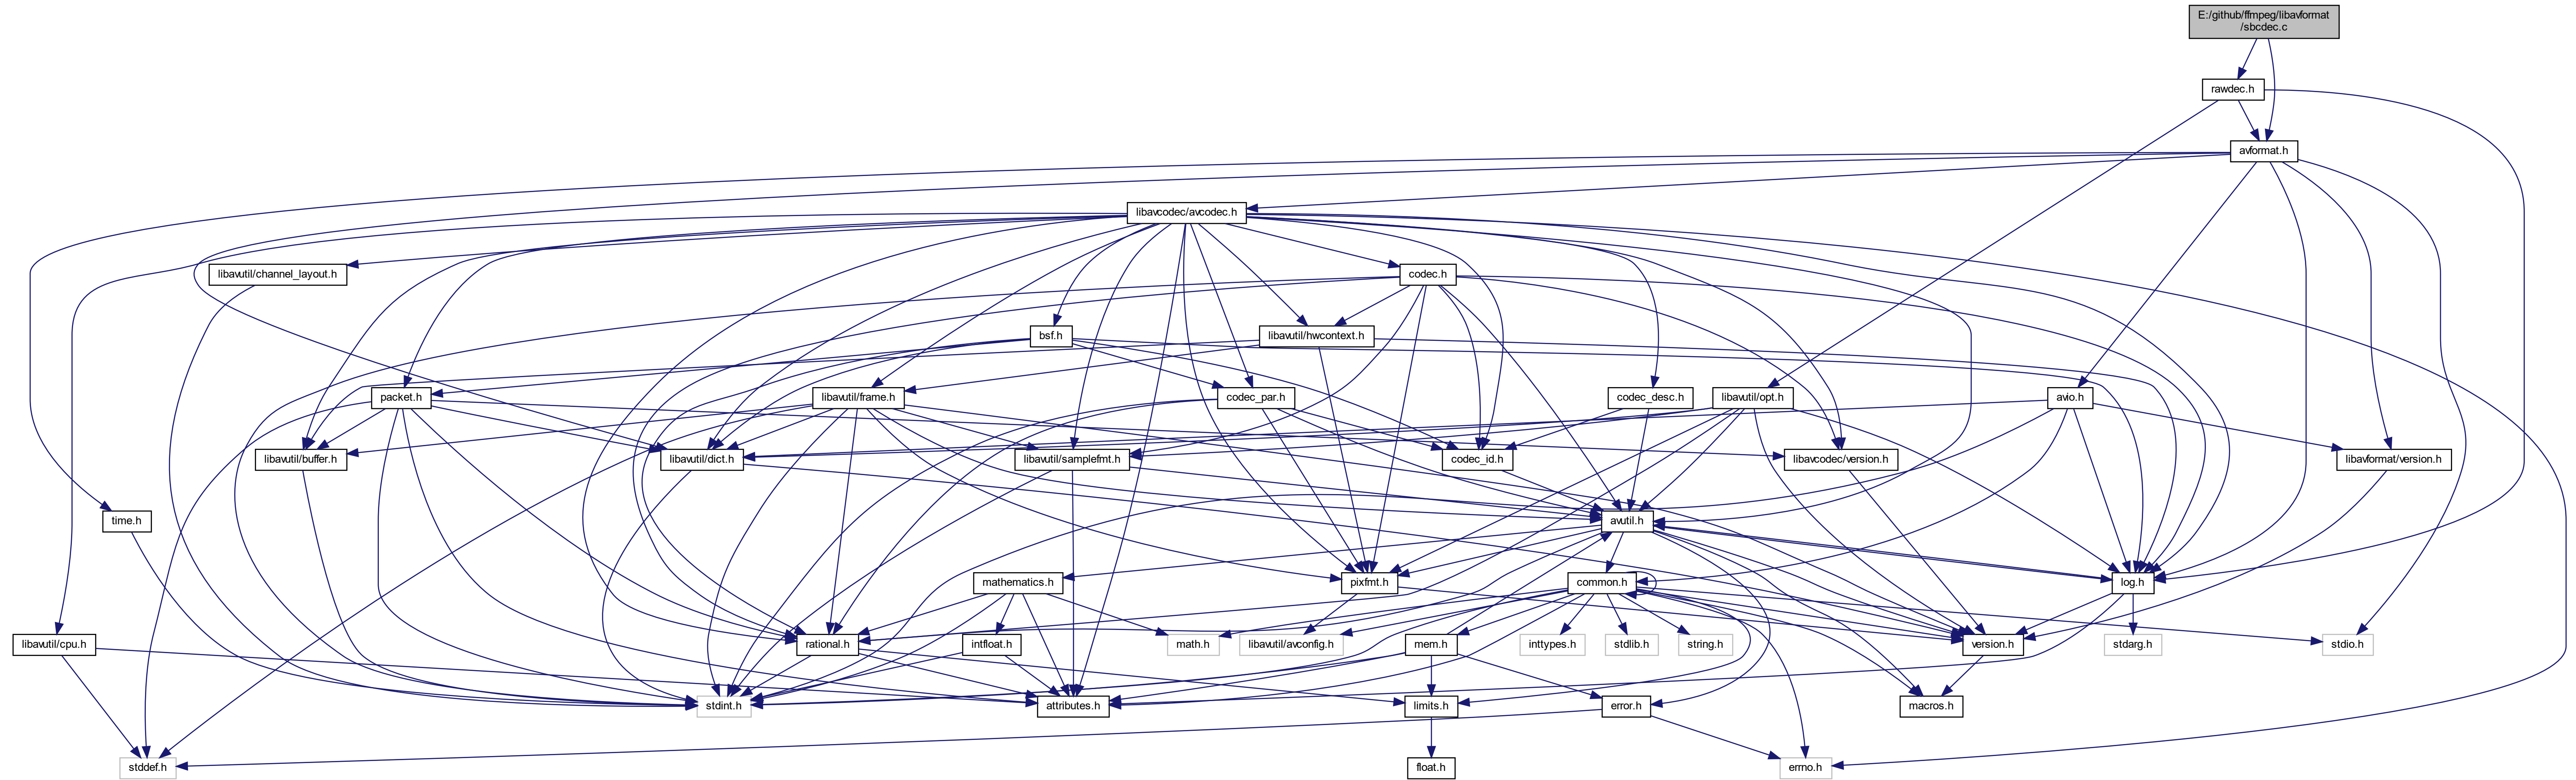 E:/github/ffmpeg/libavformat
/sbcdec.c
rawdec.h
avformat.h
libavcodec/avcodec.h
libavutil/channel_layout.h
codec.h
bsf.h
libavutil/hwcontext.h
packet.h
libavutil/frame.h
codec_par.h
codec_desc.h
libavutil/opt.h
avio.h
libavutil/buffer.h
libavutil/dict.h
libavutil/samplefmt.h
codec_id.h
libavcodec/version.h
libavformat/version.h
time.h
avutil.h
mathematics.h
pixfmt.h
common.h
log.h
libavutil/cpu.h
rational.h
intfloat.h
math.h
libavutil/avconfig.h
mem.h
inttypes.h
stdlib.h
string.h
version.h
stdarg.h
stdio.h
stdint.h
attributes.h
limits.h
error.h
macros.h
stddef.h
float.h
errno.h